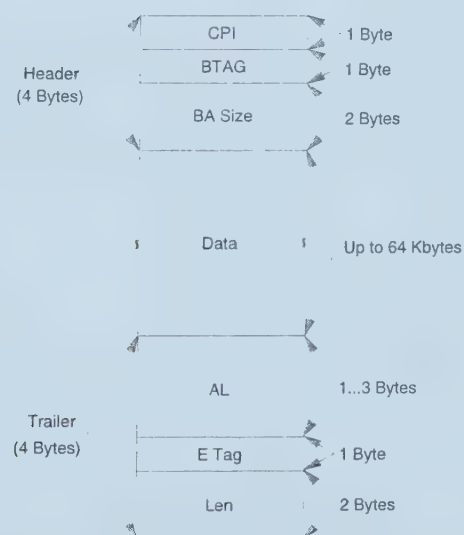 CPI 1 Byte
Header BTAG 1 Byte
(4 Bytes)
BA Size 2 Bytes
Data Up to 64 Kbytes
AL 1...3 Bytes
Trailer
(4 Bytes) E Tag 1 Byte
Len 2 Bytes